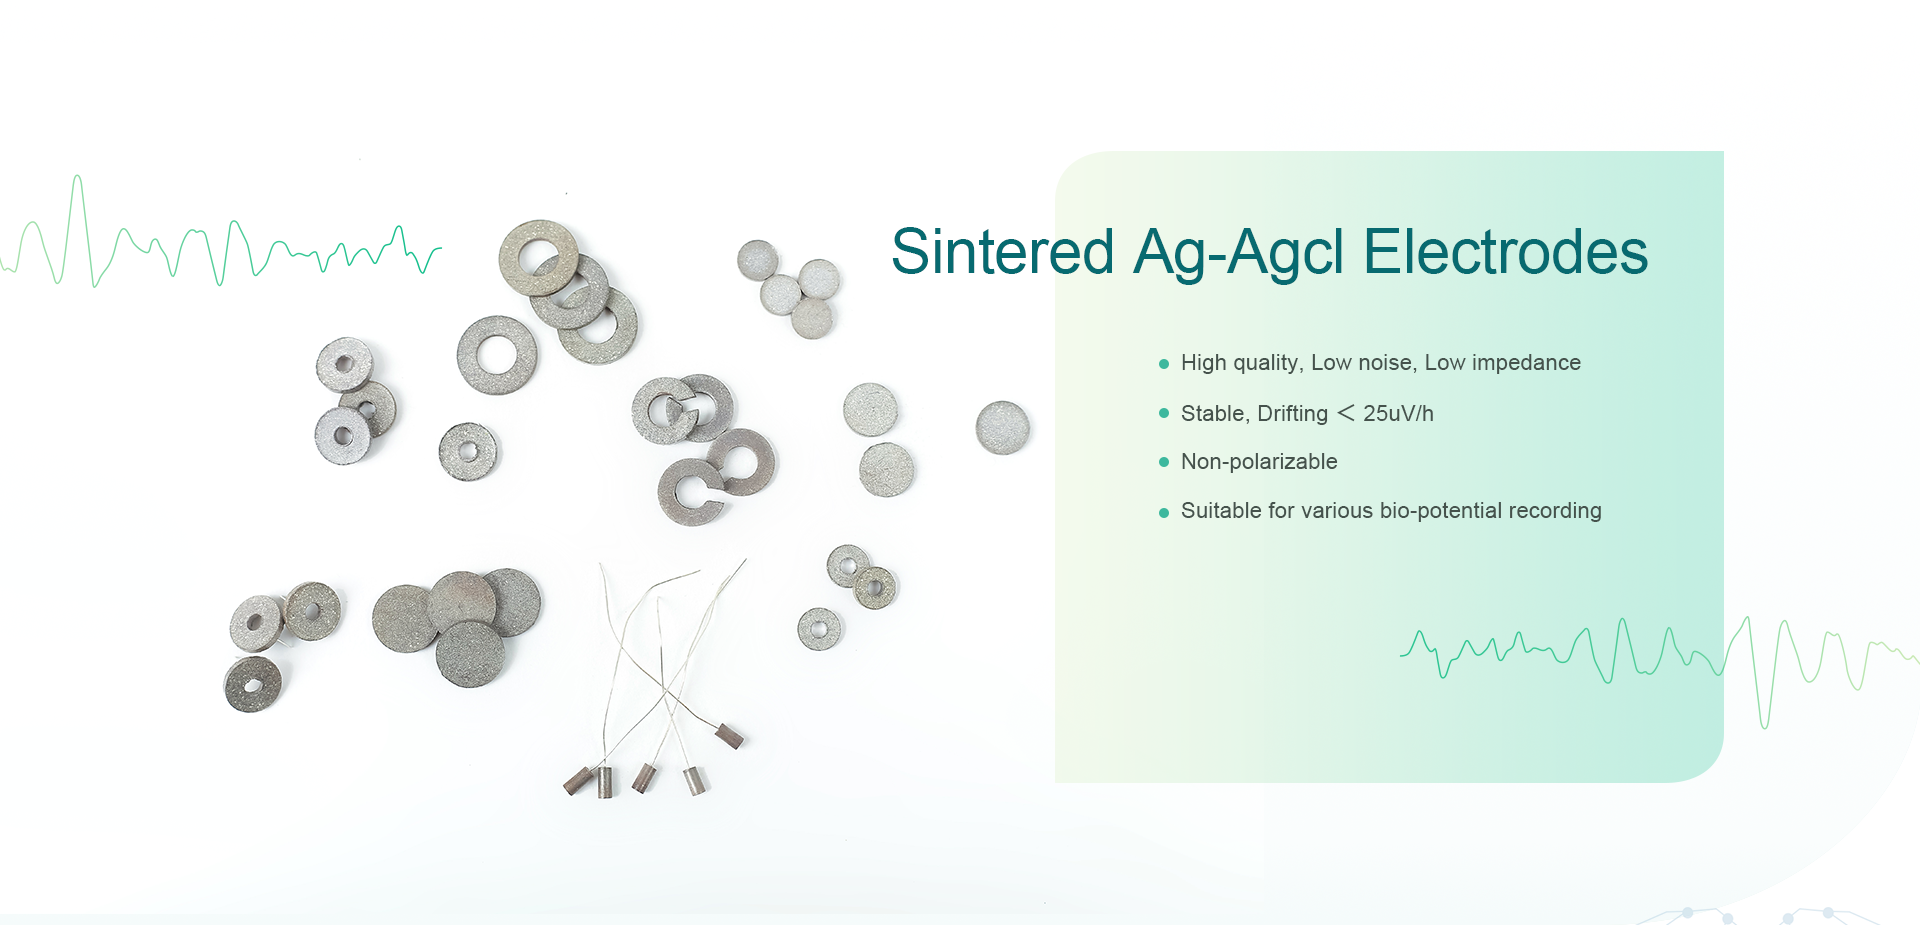 Sintered Ag-Agcl Electrodes
High quality, Low noise, Low impedance
Stable, Drifting < 25uV/h
Non-polarizable
Suitable for various bio-potential recording